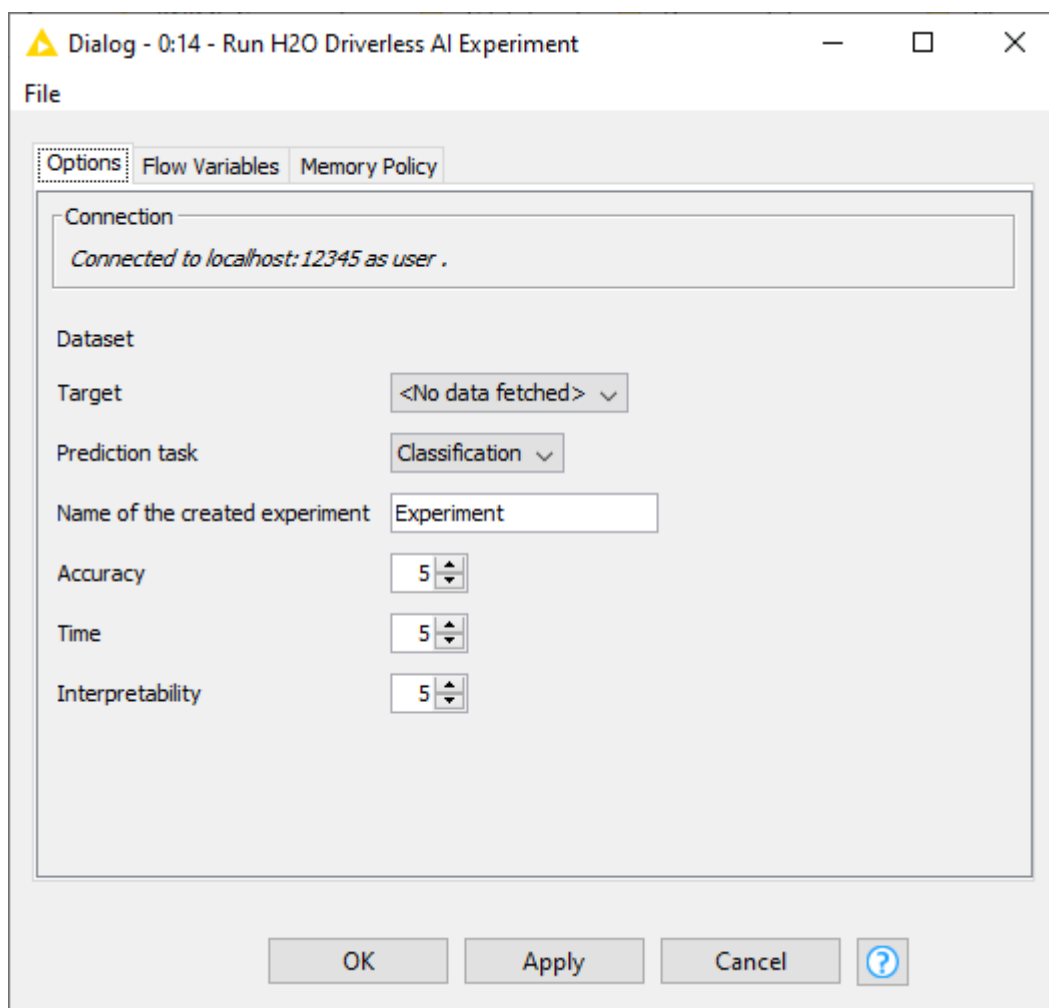 Dialog - 0:14 - Run H2O Driverless AI Experiment
File
Options Flow Variables Memory Policy
Connection
Connected to localhost:12345 as user .
Dataset
Target <No data fetched>
Prediction task Classification
Name of the created experiment Experiment
Accuracy 5
Time 5
Interpretability 5
OK Apply Cancel ?